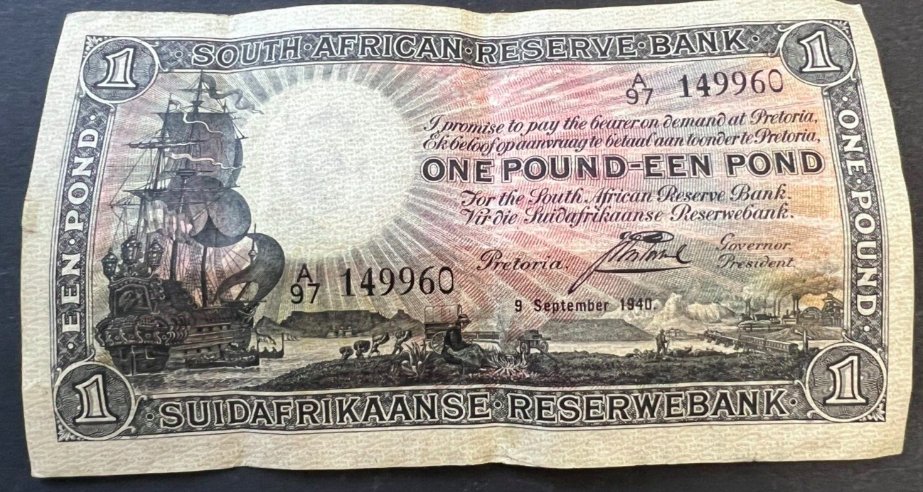 SOUTH·AFRICAN·RESERVE·BANK·
1
1
A/97 149960
I promise to pay the bearer on demand at Pretoria,
Ek beloof op aanvraag te betaal aan toonder te Pretoria,
ONE POUND-EEN POND
For the South African Reserve Bank.
Vir die Suidafrikaanse Reserwebank.
Pretoria.
Governor.
President.
A/97 149960
9 September 1940.
·EEN POND·
·ONE POUND·
1
1
·SUIDAFRIKAANSE·RESERWEBANK·